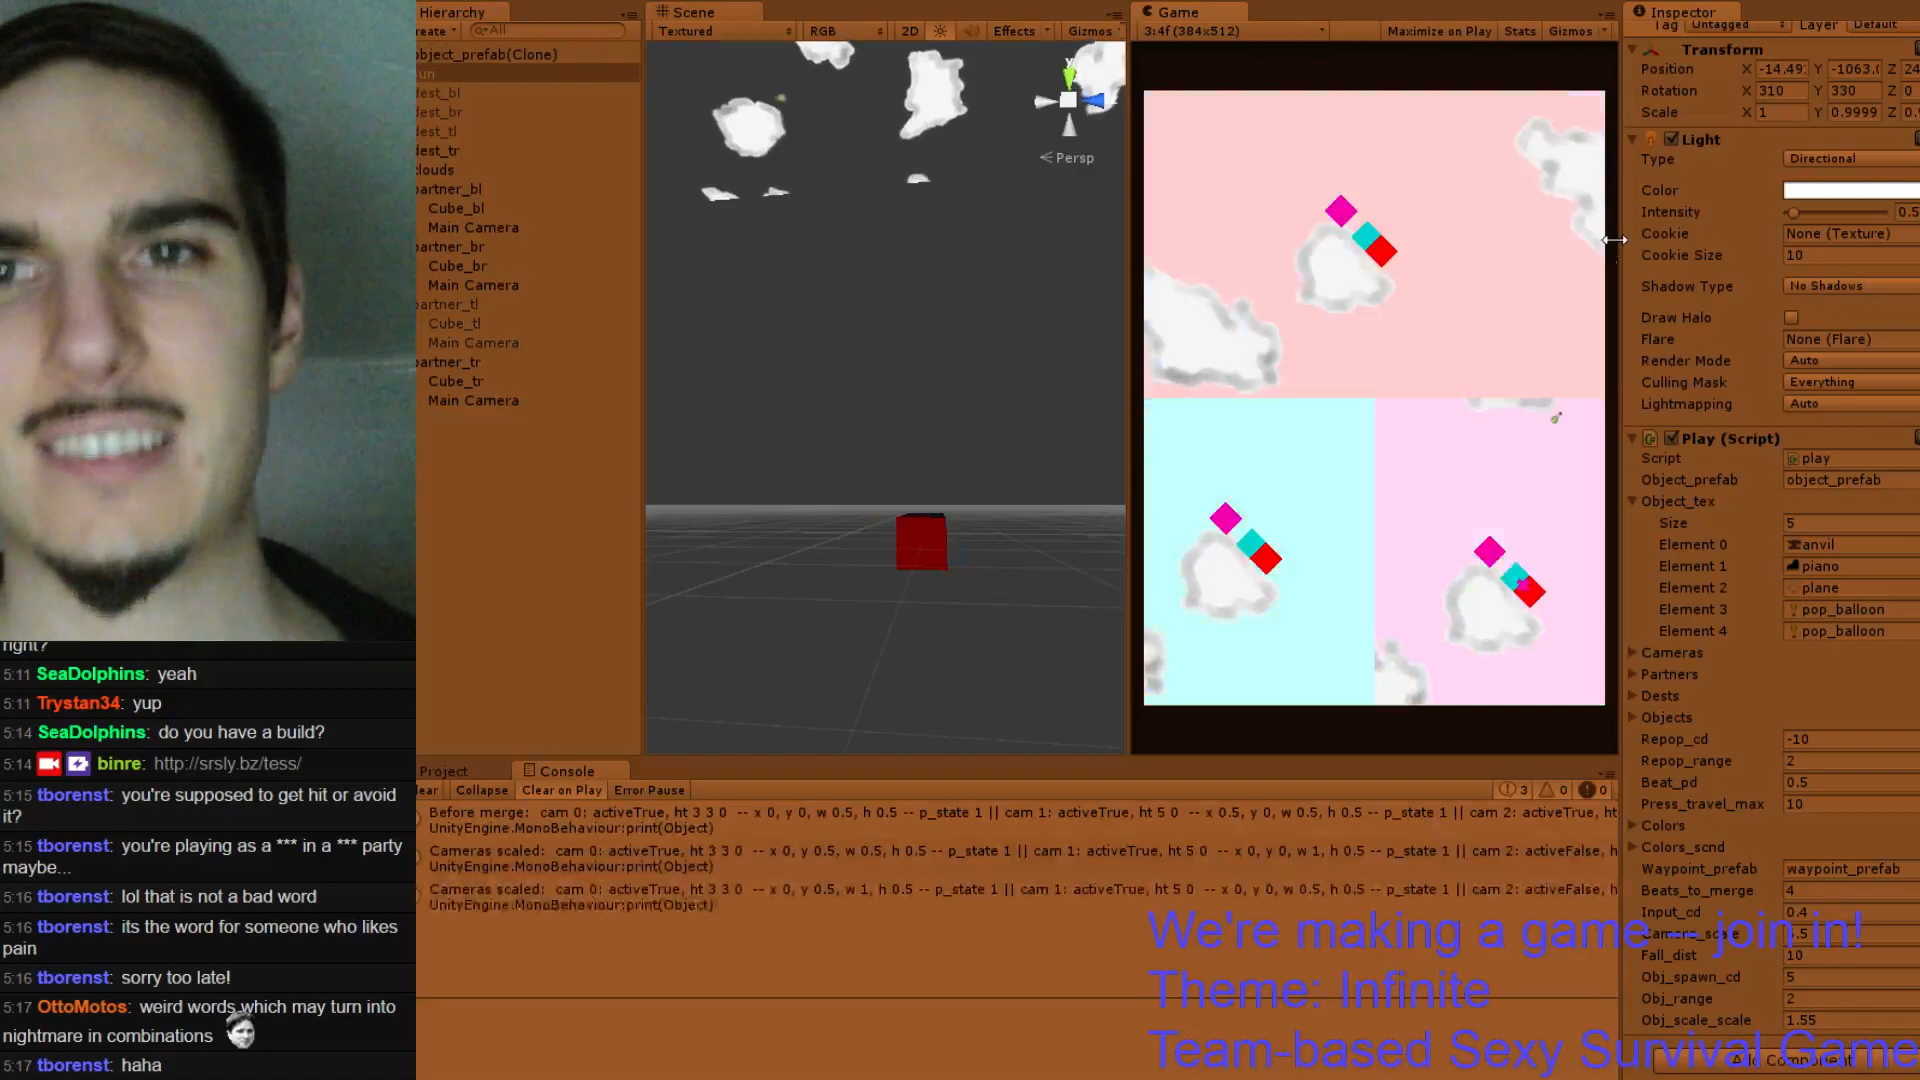 Hierarchy
reate
All
object_prefab(Clone)
un
dest_bl
dest_br
dest_tl
dest_tr
louds
partner_bl
Cube_bl
Main Camera
partner_br
Cube_br
Main Camera
partner_tl
Cube_tl
Main Camera
partner_tr
Cube_tr
Main Camera
Scene
Textured RGB 2D Effects Gizmos
y
Persp
Game
3:4f (384x512) Maximize on Play Stats Gizmos
Inspector
Tag Untagged Layer Default
Transform
Position X -14.49 Y -1063.( Z 24
Rotation X 310 Y 330 Z 0
Scale X 1 Y 0.9999 Z 0.9
Light
Type Directional
Color
Intensity 0.5
Cookie None (Texture)
Cookie Size 10
Shadow Type No Shadows
Draw Halo
Flare None (Flare)
Render Mode Auto
Culling Mask Everything
Lightmapping Auto
Play (Script)
Script play
Object_prefab object_prefab
Object_tex
Size 5
Element 0 anvil
Element 1 piano
Element 2 plane
Element 3 pop_balloon
Element 4 pop_balloon
Cameras
Partners
Dests
Objects
Repop_cd -10
Repop_range 2
Beat_pd 0.5
Press_travel_max 10
Colors
Colors_scnd
Waypoint_prefab waypoint_prefab
Beats_to_merge 4
Input_cd 0.4
Camera_scale 5.5
Fall_dist 10
Obj_spawn_cd 5
Obj_range 2
Obj_scale_scale 1.55
Add Component
right?
5:11 SeaDolphins: yeah
5:11 Trystan34: yup
5:14 SeaDolphins: do you have a build?
5:14 binre: http://srsly.bz/tess/
5:15 tborenst: you're supposed to get hit or avoid
it?
5:15 tborenst: you're playing as a *** in a *** party
maybe...
5:16 tborenst: lol that is not a bad word
5:16 tborenst: its the word for someone who likes
pain
5:16 tborenst: sorry too late!
5:17 OttoMotos: weird words which may turn into
nightmare in combinations
5:17 tborenst: haha
Project Console
lear Collapse Clear on Play Error Pause 3 0 0
Before merge: cam 0: activeTrue, ht 3 3 0 -- x 0, y 0, w 0.5, h 0.5 -- p_state 1 || cam 1: activeTrue, ht 5 0 -- x 0.5, y 0, w 0.5, h 0.5 -- p_state 1 || cam 2: activeTrue, ht
UnityEngine.MonoBehaviour:print(Object)
Cameras scaled: cam 0: activeTrue, ht 3 3 0 -- x 0, y 0.5, w 0.5, h 0.5 -- p_state 1 || cam 1: activeTrue, ht 5 0 -- x 0, y 0, w 1, h 0.5 -- p_state 1 || cam 2: activeFalse, h
UnityEngine.MonoBehaviour:print(Object)
Cameras scaled: cam 0: activeTrue, ht 3 3 0 -- x 0, y 0.5, w 1, h 0.5 -- p_state 1 || cam 1: activeTrue, ht 5 0 -- x 0, y 0, w 0.5, h 0.5 -- p_state 1 || cam 2: activeFalse, h
UnityEngine.MonoBehaviour:print(Object)
We're making a game -- join in!
Theme: Infinite
Team-based Sexy Survival Game